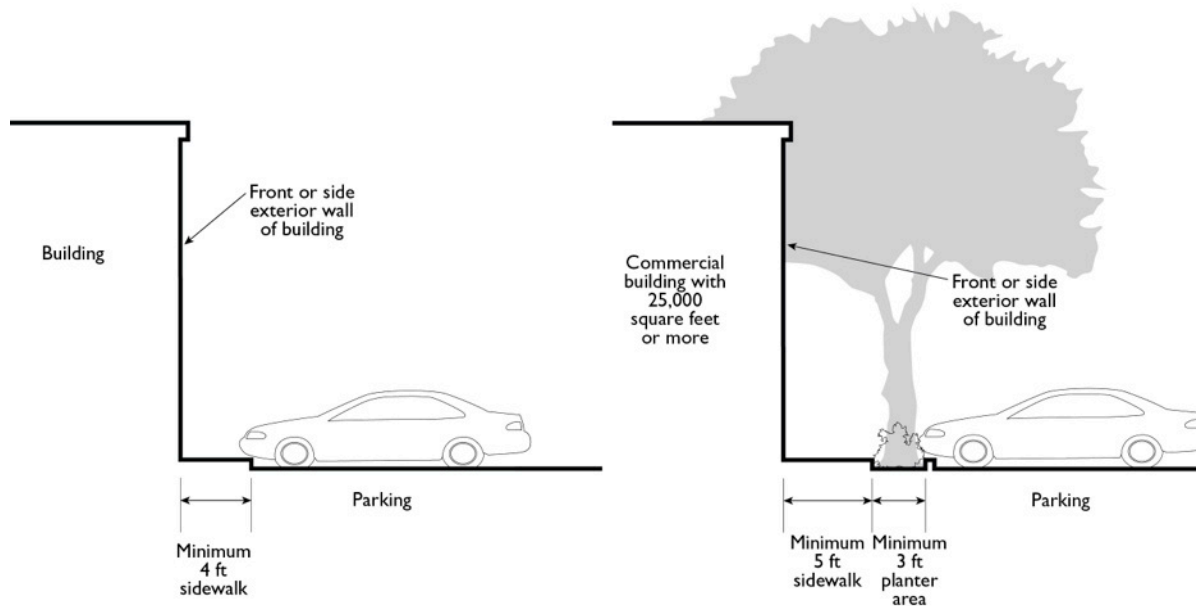 Front or side
exterior wall
of building
Building
Parking
Minimum
4 ft
sidewalk
Commercial
building with
25,000
square feet
or more
Front or side
exterior wall
of building
Parking
Minimum
5 ft
sidewalk
Minimum
3 ft
planter
area